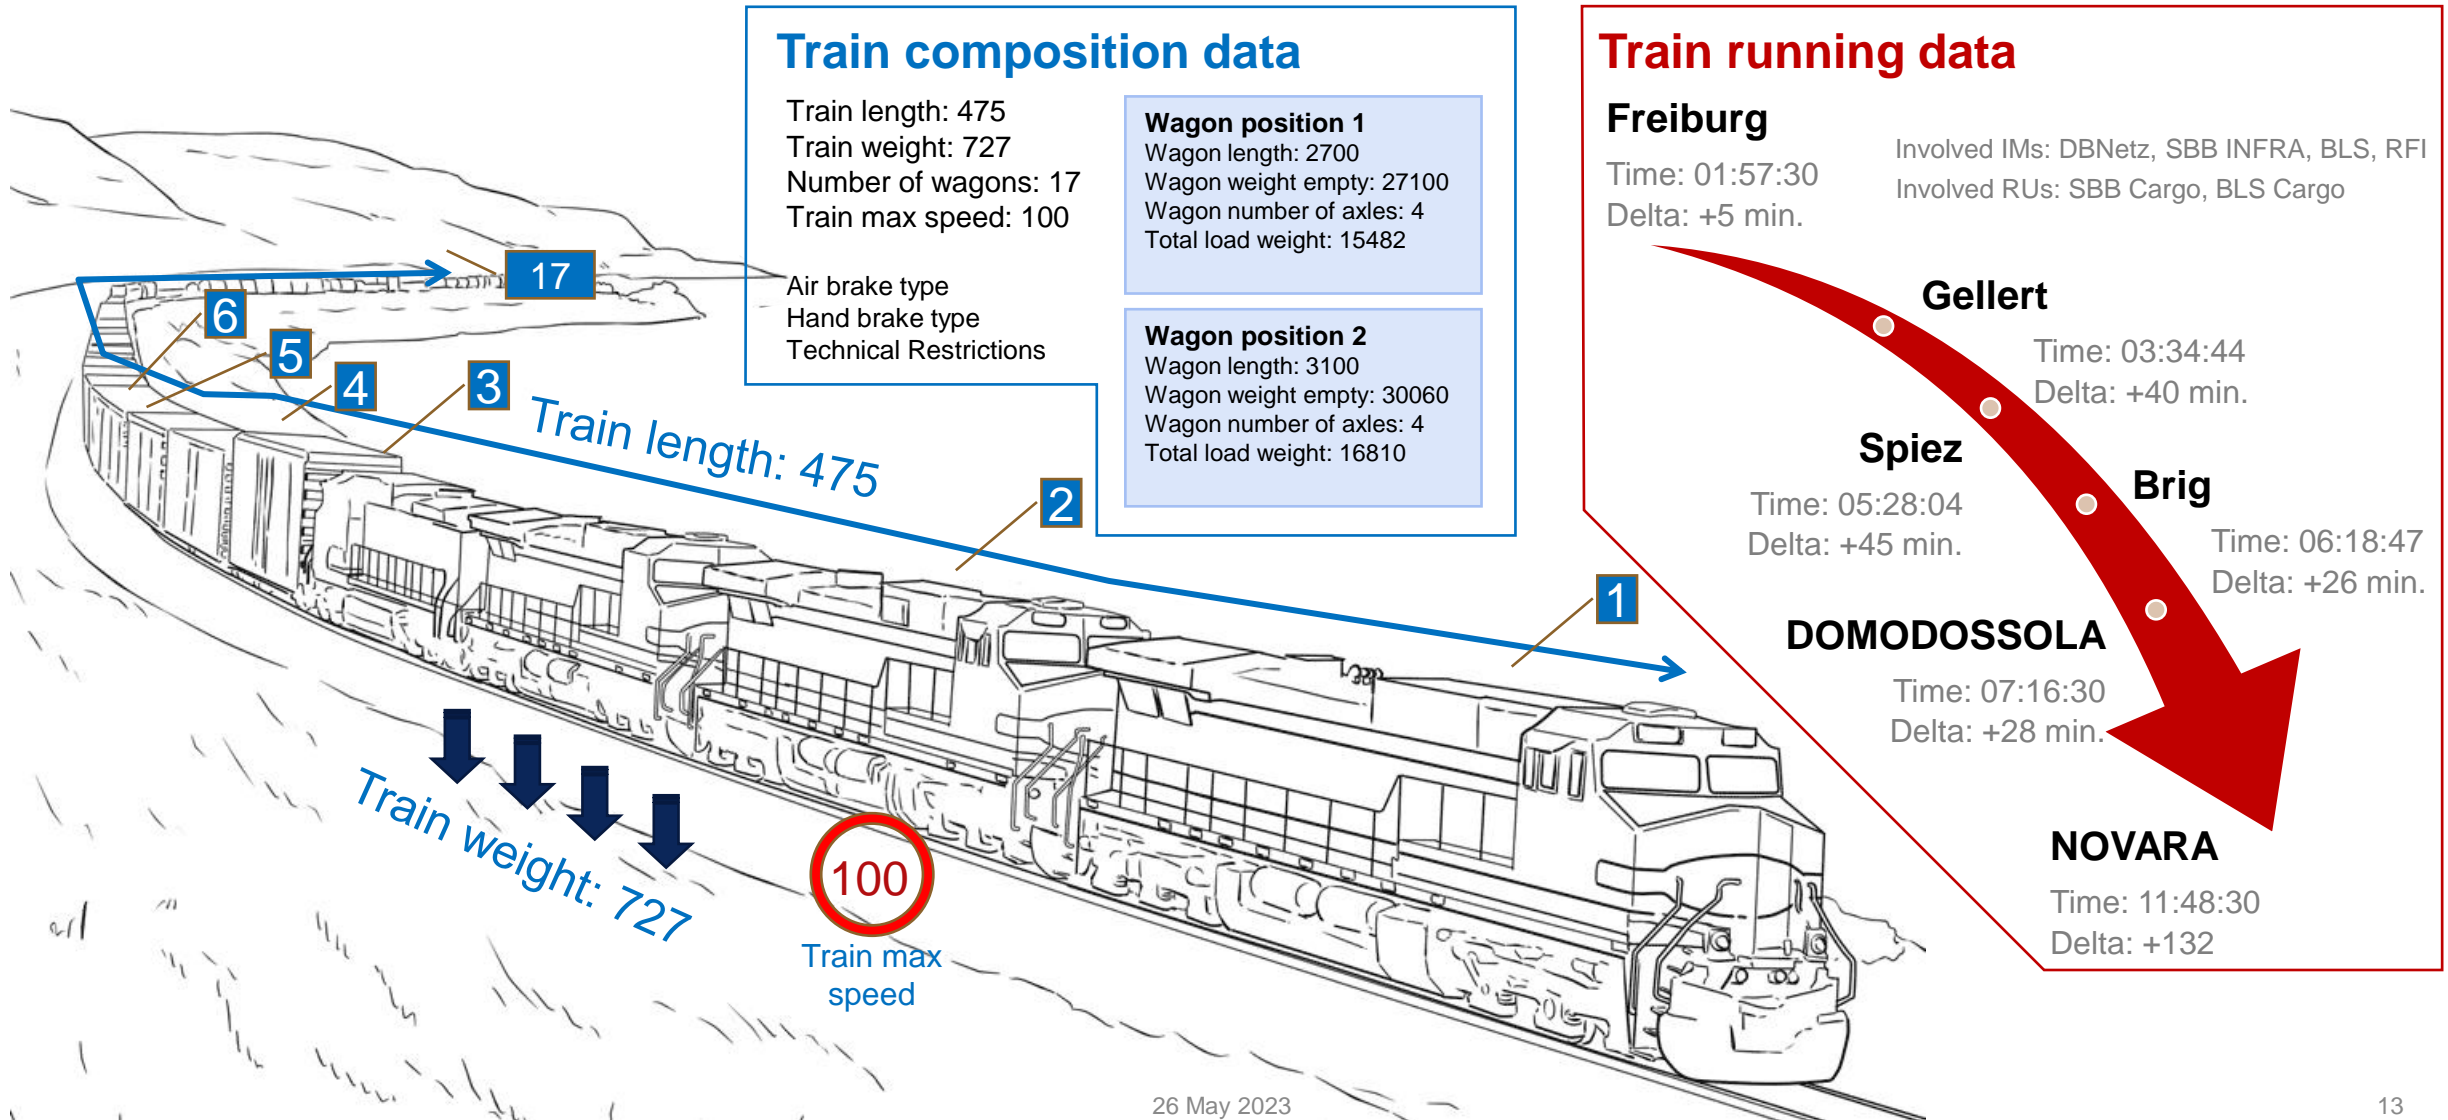 Train composition data
Train length: 475
Train weight: 727
Number of wagons: 17
Train max speed: 100
Air brake type
Hand brake type
Technical Restrictions
Wagon position 1
Wagon length: 2700
Wagon weight empty: 27100
Wagon number of axles: 4
Total load weight: 15482
Wagon position 2
Wagon length: 3100
Wagon weight empty: 30060
Wagon number of axles: 4
Total load weight: 16810
Train running data
Freiburg
Time: 01:57:30
Delta: +5 min.
Involved IMs: DBNetz, SBB INFRA, BLS, RFI
Involved RUs: SBB Cargo, BLS Cargo
Gellert
Time: 03:34:44
Delta: +40 min.
Spiez
Time: 05:28:04
Delta: +45 min.
Brig
Time: 06:18:47
Delta: +26 min.
DOMODOSSOLA
Time: 07:16:30
Delta: +28 min.
NOVARA
Time: 11:48:30
Delta: +132
17
6
5
4
3
2
1
Train length: 475
Train weight: 727
100
Train max
speed
26 May 2023
13